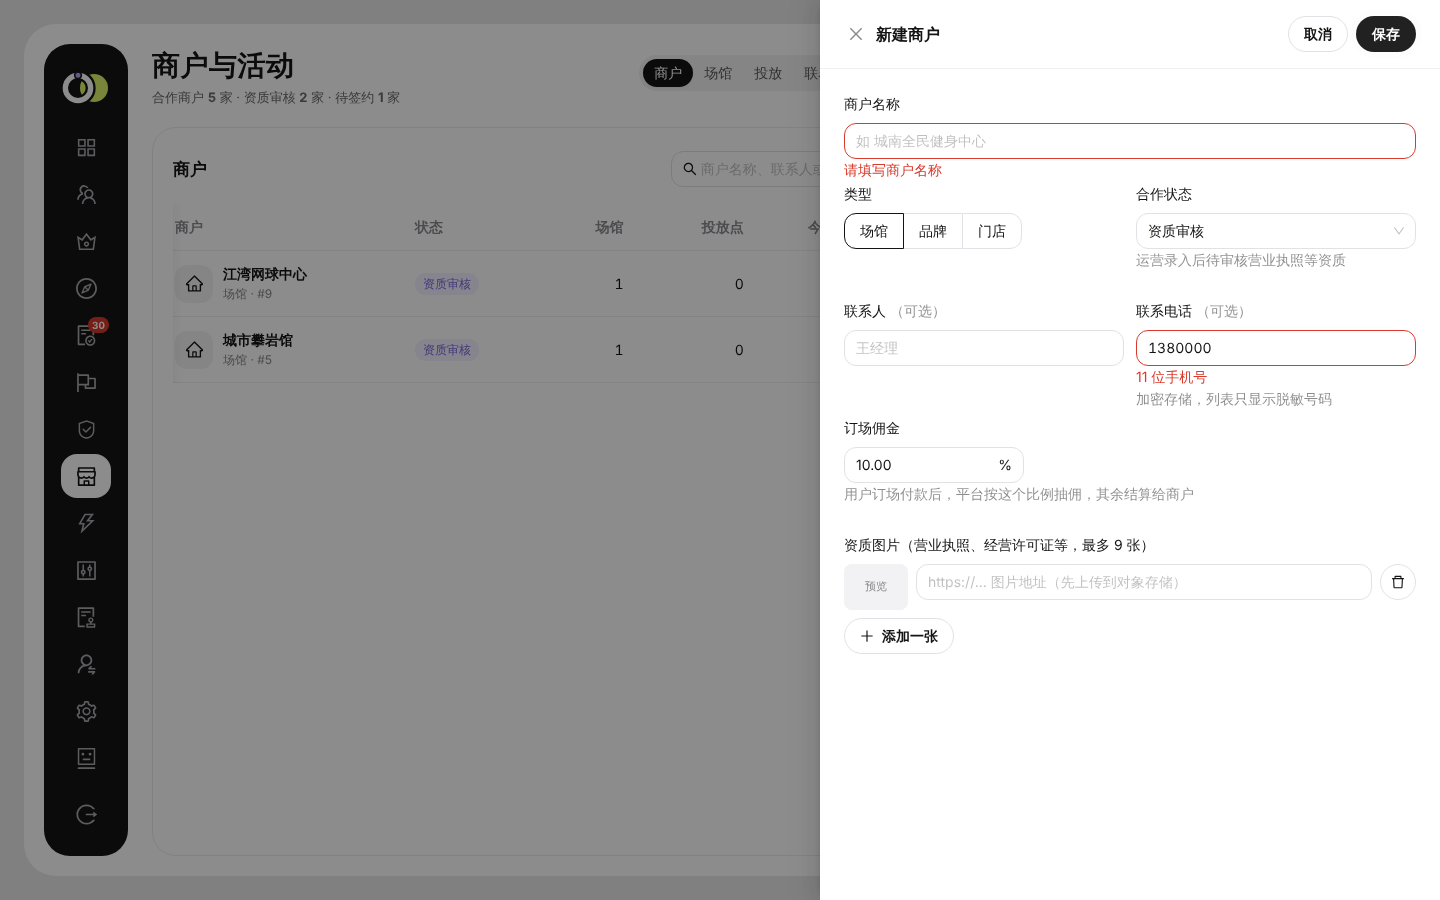 新建商户
取消
保存
商户与活动
合作商户 5 家 · 资质审核 2 家 · 待签约 1 家
商户
场馆
投放
商户
商户名称、联系人
商户
状态
场馆
投放点
今
江湾网球中心
场馆 · #9
资质审核
1
0
城市攀岩馆
场馆 · #5
资质审核
1
0
30
商户名称
如 城南全民健身中心
请填写商户名称
类型
合作状态
场馆
品牌
门店
资质审核
运营录入后待审核营业执照等资质
联系人 （可选）
联系电话 （可选）
王经理
1380000
11 位手机号
加密存储，列表只显示脱敏号码
订场佣金
10.00
%
用户订场付款后，平台按这个比例抽佣，其余结算给商户
资质图片（营业执照、经营许可证等，最多 9 张）
预览
https://... 图片地址（先上传到对象存储）
添加一张